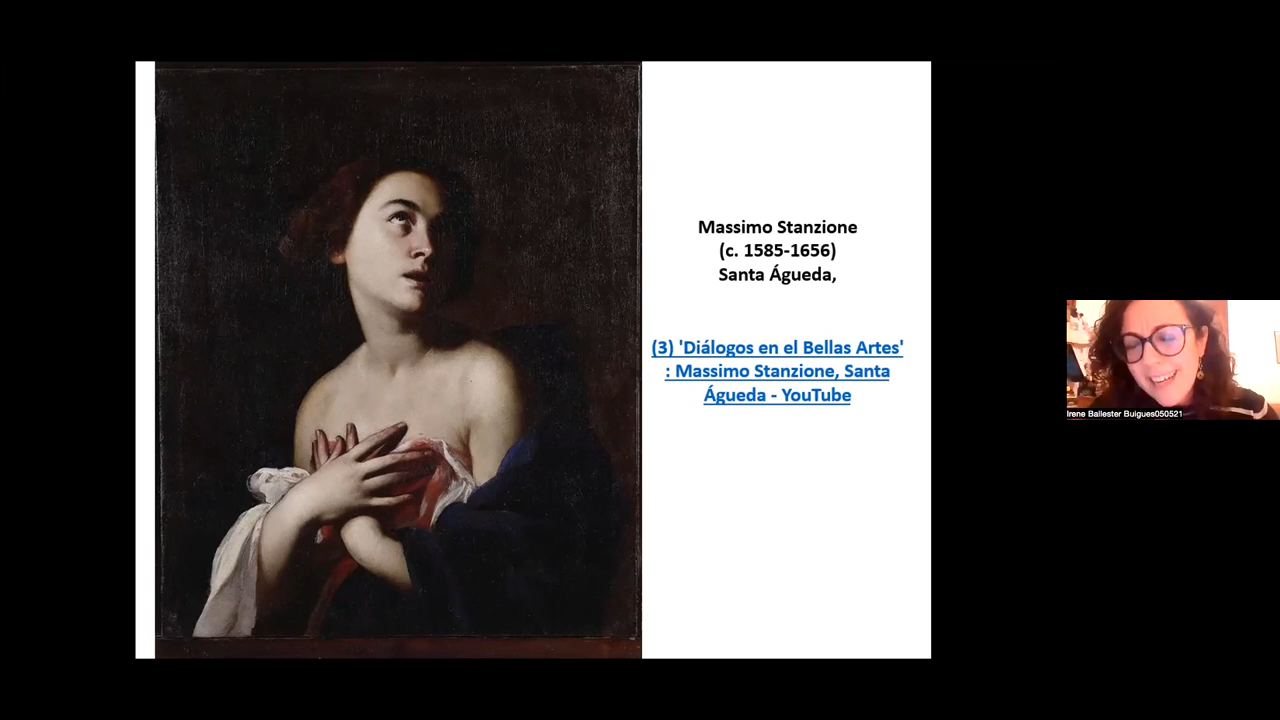 Massimo Stanzione
(c. 1585-1656)
Santa Águeda,
(3) 'Diálogos en el Bellas Artes'
: Massimo Stanzione, Santa
Águeda - YouTube
Irene Ballester Buigues050521